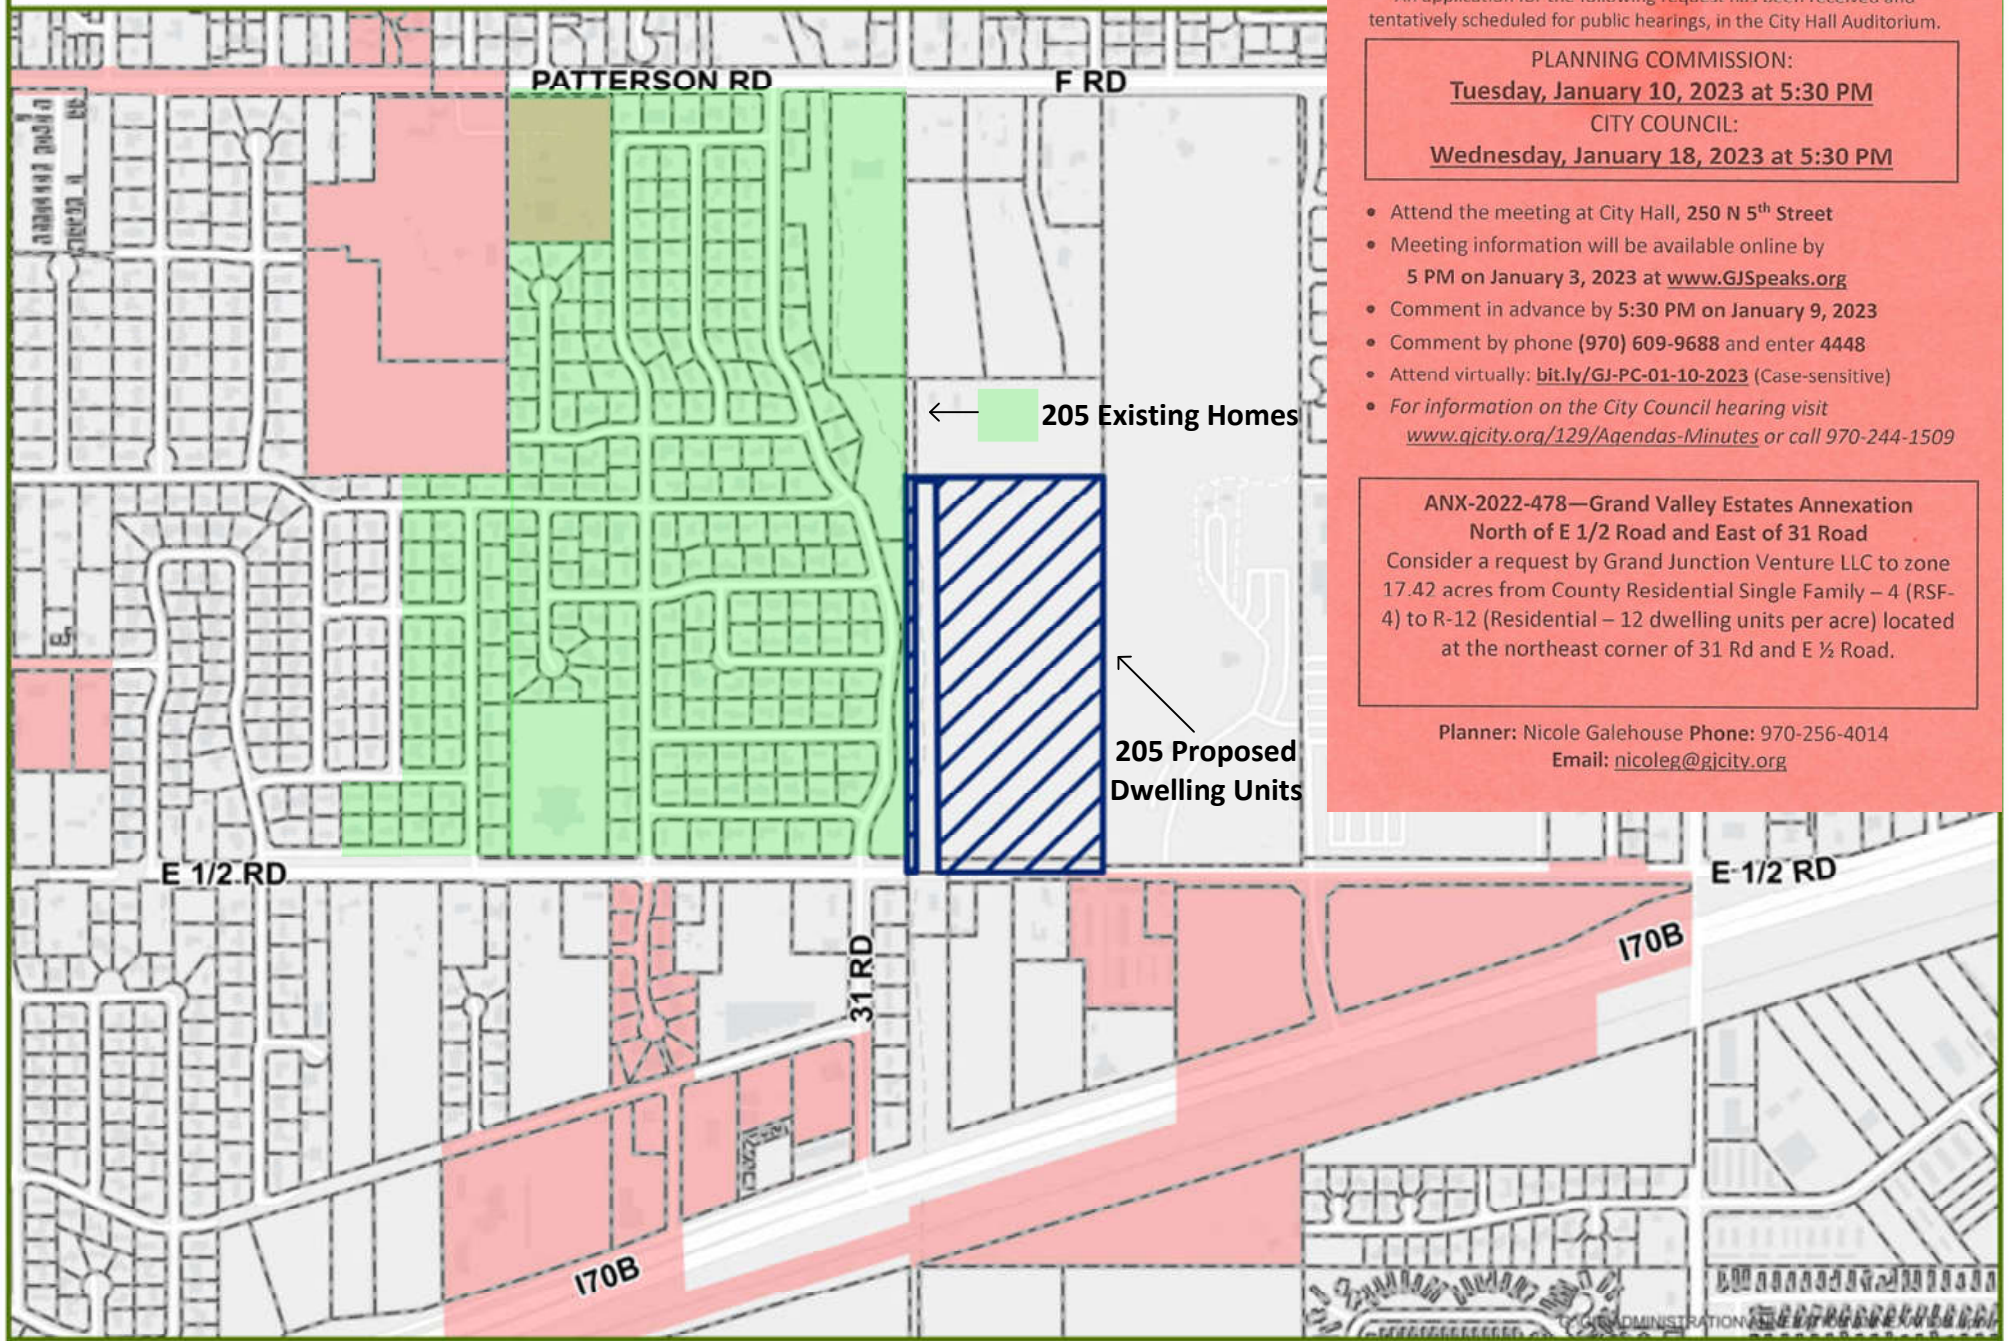 An application for the following request has been received and
tentatively scheduled for public hearings, in the City Hall Auditorium.
PLANNING COMMISSION:
Tuesday, January 10, 2023 at 5:30 PM
CITY COUNCIL:
Wednesday, January 18, 2023 at 5:30 PM
• Attend the meeting at City Hall, 250 N 5th Street
• Meeting information will be available online by
5 PM on January 3, 2023 at www.GJSpeaks.org
• Comment in advance by 5:30 PM on January 9, 2023
• Comment by phone (970) 609-9688 and enter 4448
• Attend virtually: bit.ly/GJ-PC-01-10-2023 (Case-sensitive)
• For information on the City Council hearing visit
www.gjcity.org/129/Agendas-Minutes or call 970-244-1509
ANX-2022-478—Grand Valley Estates Annexation
North of E 1/2 Road and East of 31 Road
Consider a request by Grand Junction Venture LLC to zone
17.42 acres from County Residential Single Family – 4 (RSF-
4) to R-12 (Residential – 12 dwelling units per acre) located
at the northeast corner of 31 Rd and E ½ Road.
Planner: Nicole Galehouse Phone: 970-256-4014
Email: nicoleg@gjcity.org
PATTERSON RD
F RD
205 Existing Homes
205 Proposed
Dwelling Units
E 1/2 RD
E 1/2 RD
31 RD
I70B
I70B